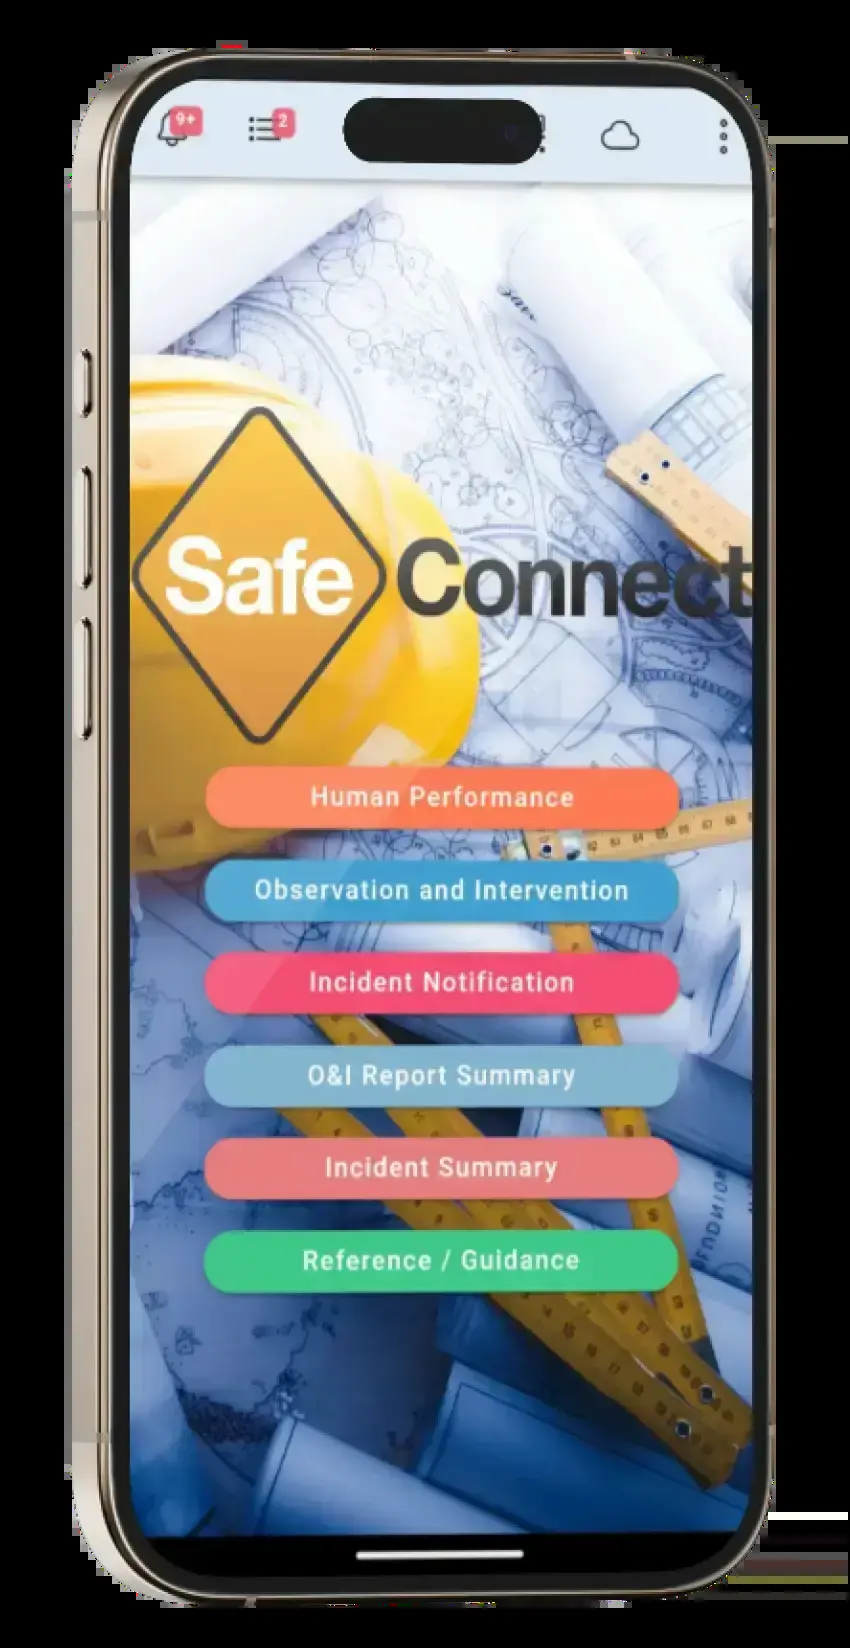 9+
2
Safe Connect
Human Performance
Observation and Intervention
Incident Notification
O&I Report Summary
Incident Summary
Reference / Guidance